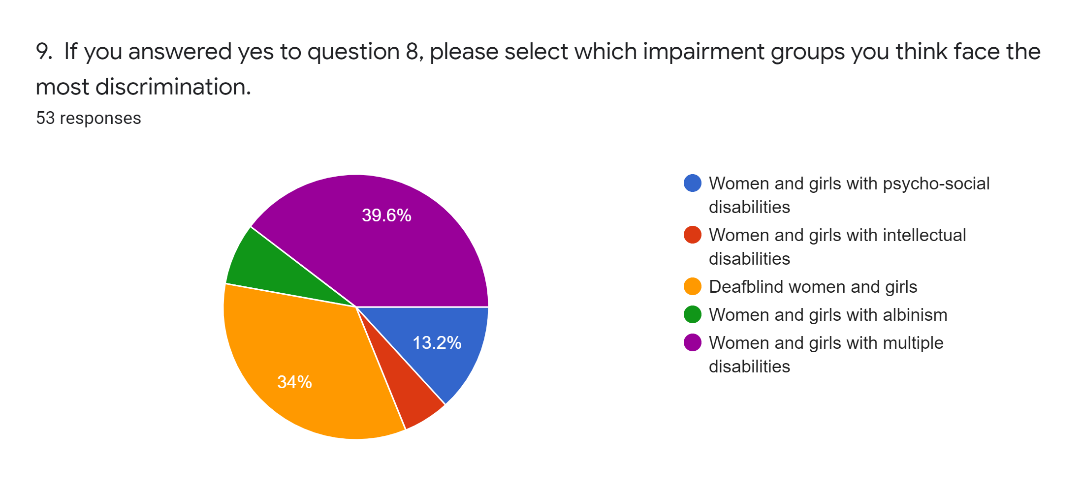 9. If you answered yes to question 8, please select which impairment groups you think face the
most discrimination.
53 responses
39.6%
13.2%
34%
Women and girls with psycho-social
disabilities
Women and girls with intellectual
disabilities
Deafblind women and girls
Women and girls with albinism
Women and girls with multiple
disabilities